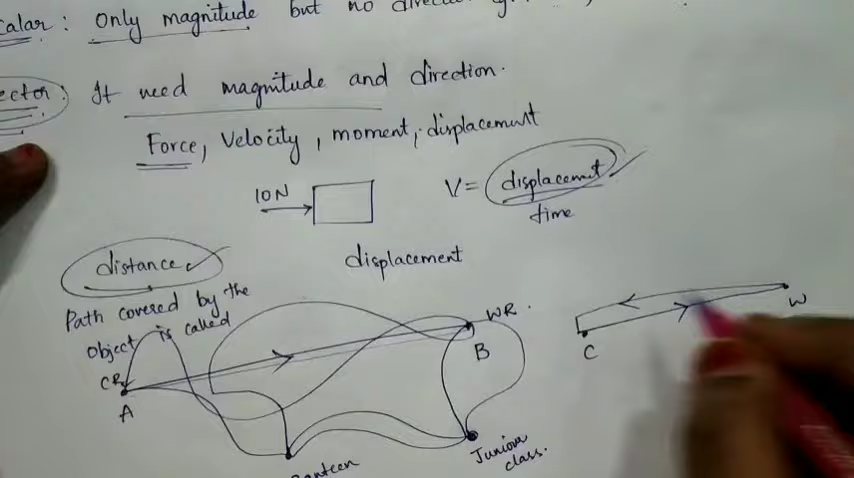 calar: Only magnitude but no
ector: It need magnitude and direction.
Force, Velocity, moment, displacement
10N
V= displacement
time
distance
displacement
Path covered by the
object is called
WR.
B
W
C
CR
A
Junior
class.
anteen